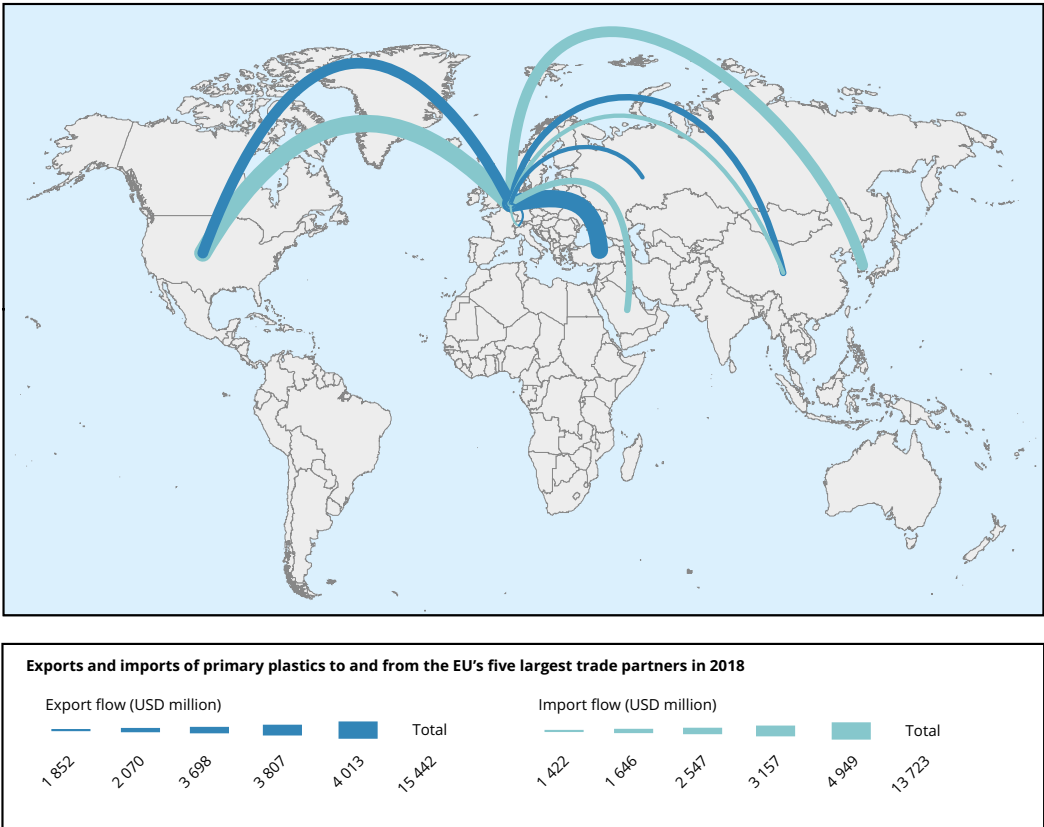 Exports and imports of primary plastics to and from the EU's five largest trade partners in 2018
Export flow (USD million)
Total
1 852
2 070
3 698
3 807
4 013
15 442
Import flow (USD million)
Total
1 422
1 646
2 547
3 157
4 949
13 723